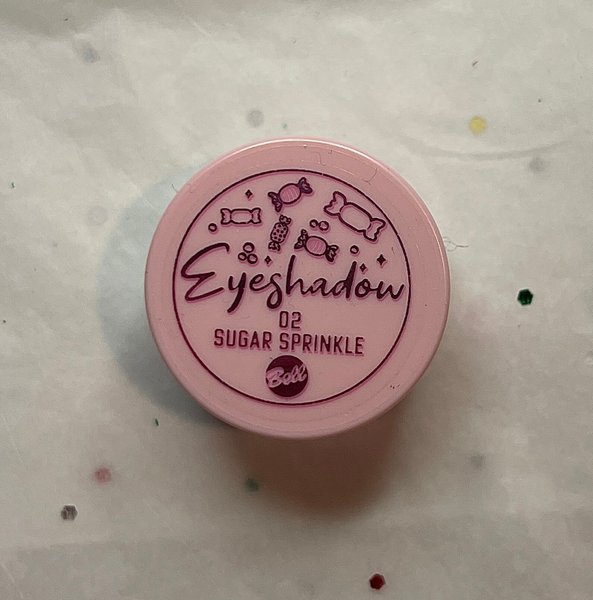 Eyeshadow
02
SUGAR SPRINKLE
Bell